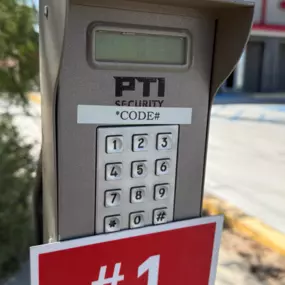 PTI
SECURITY
*CODE#
1 2 3
4 5 6
7 8 9
* 0 #
#1